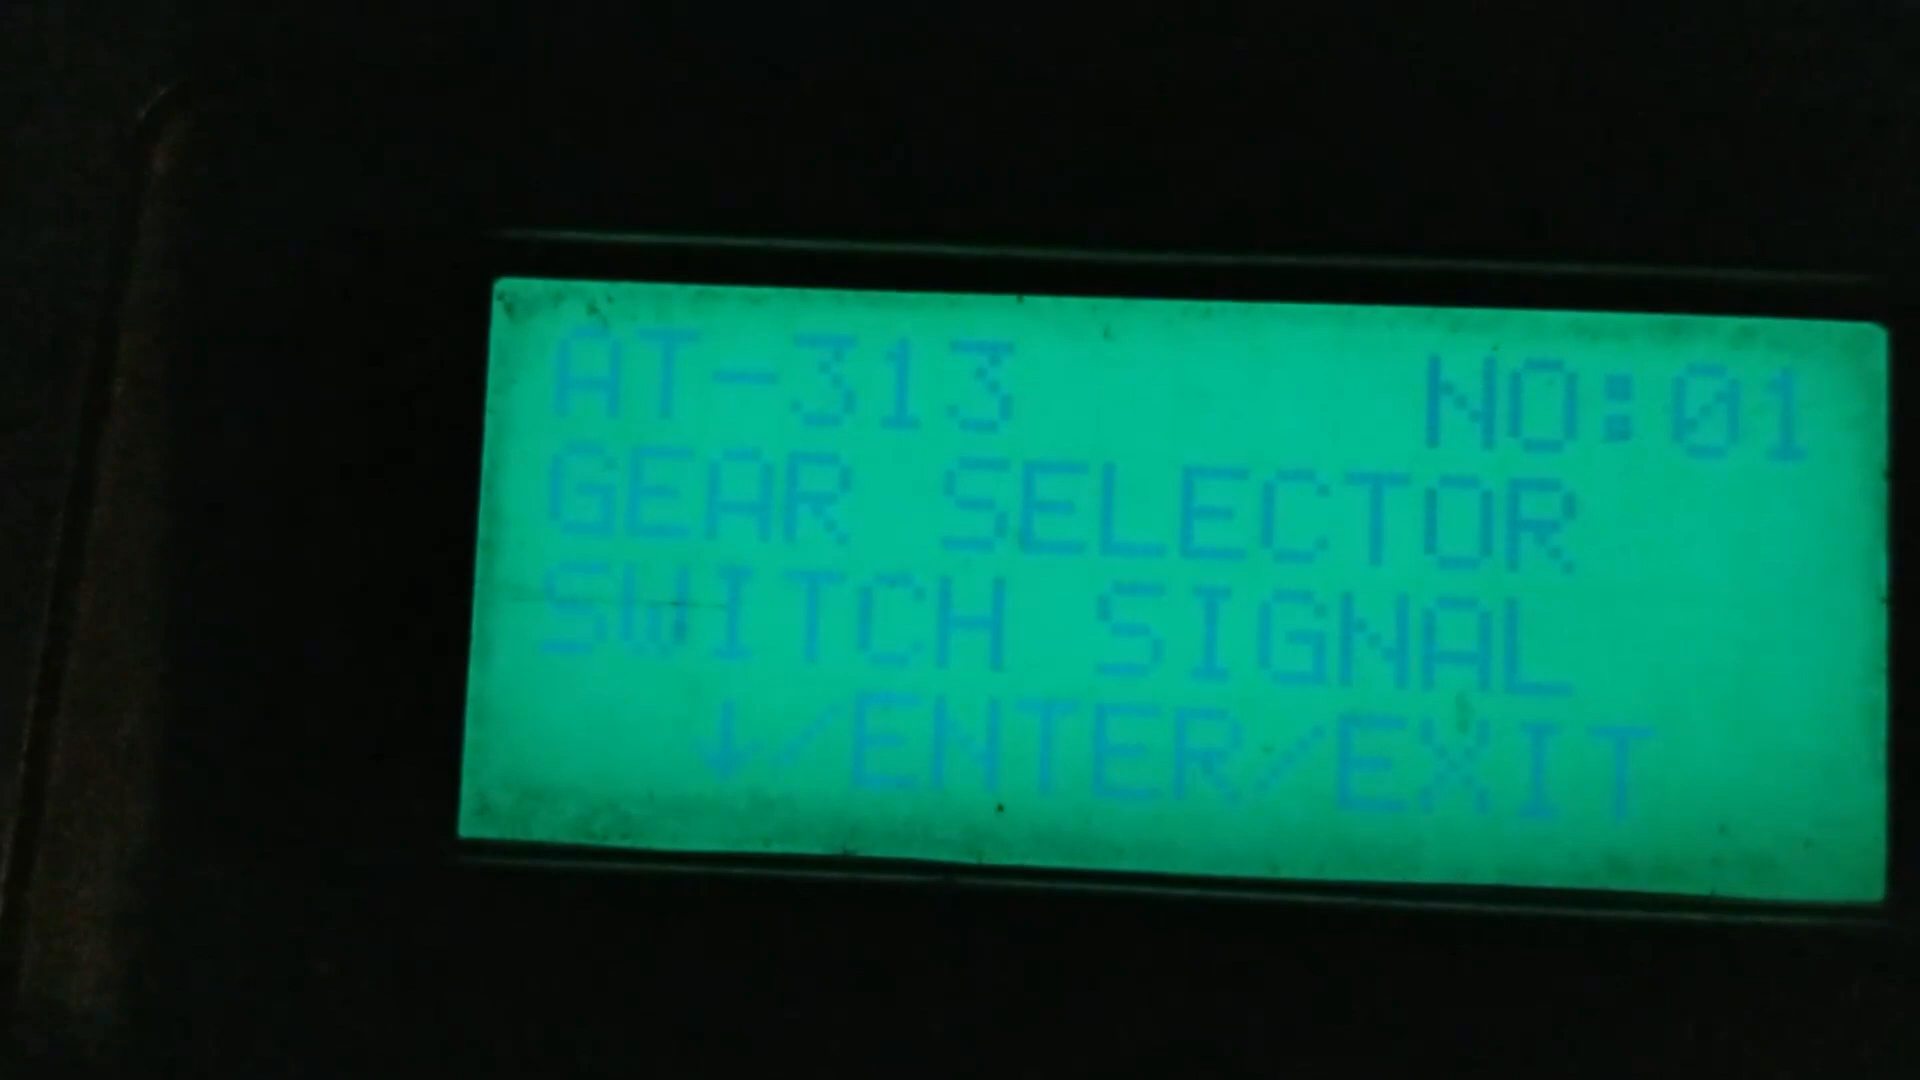 AT-313 NO:01
GEAR SELECTOR
SWITCH SIGNAL
↓/ENTER/EXIT